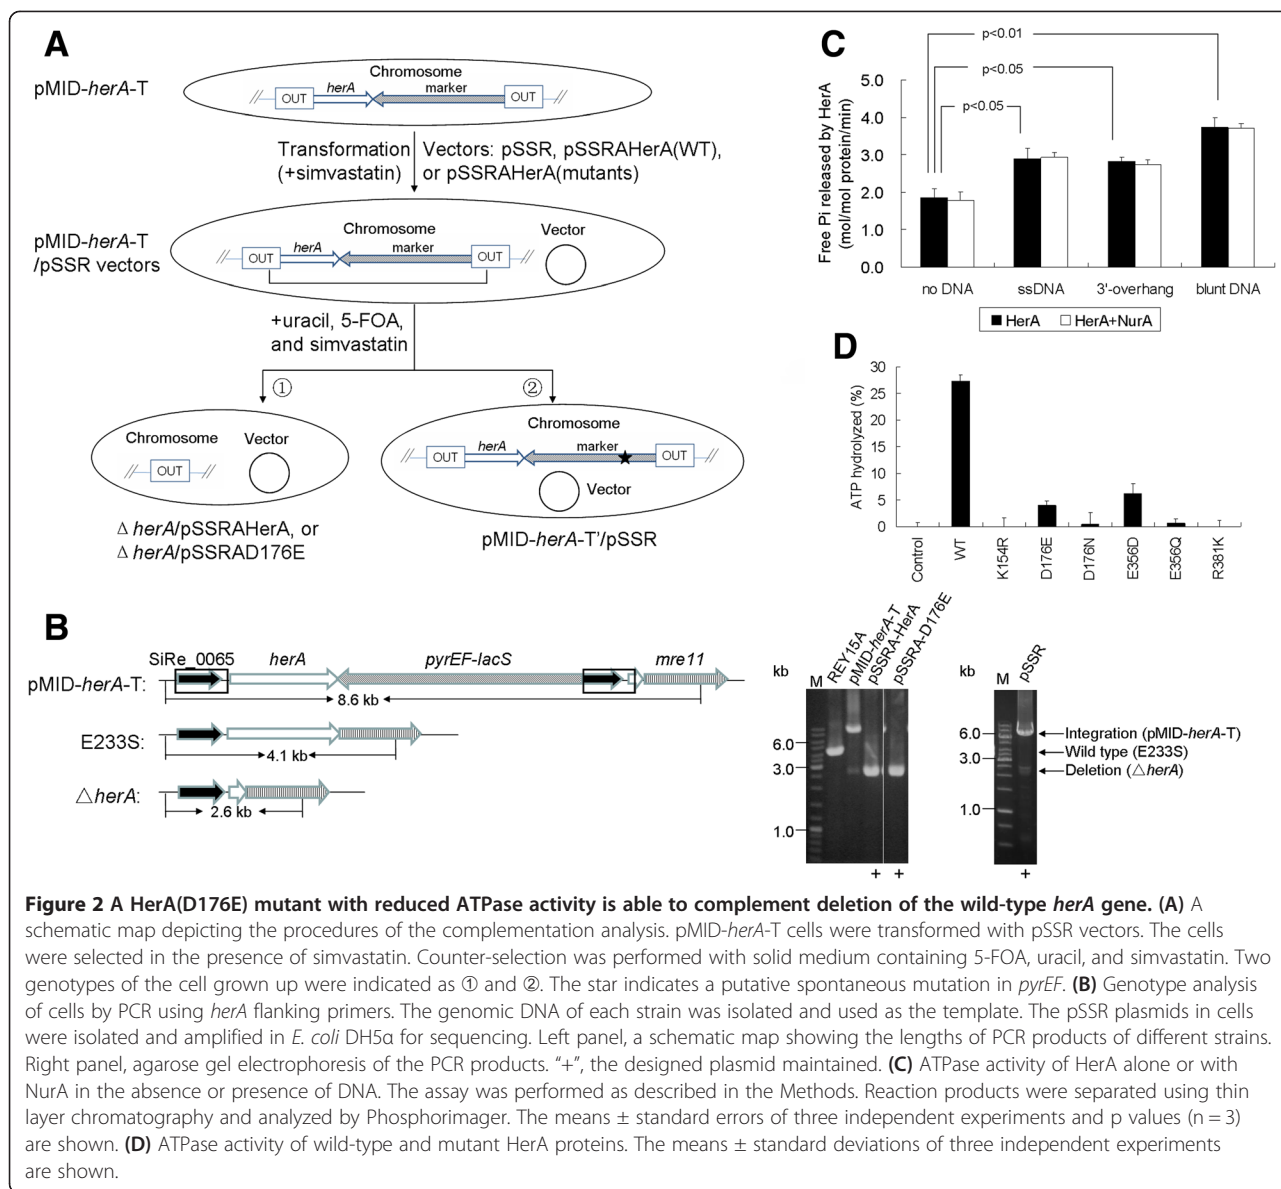 A
pMID-herA-T
Chromosome
OUT
herA
marker
OUT
Transformation
(+simvastatin)
Vectors: pSSR, pSSRAHerA(WT),
or pSSRAHerA(mutants)
pMID-herA-T
/pSSR vectors
Chromosome
Vector
OUT
herA
marker
OUT
+uracil, 5-FOA,
and simvastatin
①
②
Chromosome
Vector
OUT
Δ herA/pSSRAHerA, or
Δ herA/pSSRAD176E
Chromosome
OUT
herA
marker
★
OUT
Vector
pMID-herA-T'/pSSR
C
p<0.01
p<0.05
p<0.05
Free Pi released by HerA
(mol/mol protein/min)
5.0
4.0
3.0
2.0
1.0
0.0
no DNA ssDNA 3'-overhang blunt DNA
HerA HerA+NurA
D
ATP hydrolyzed (%)
30
25
20
15
10
5
0
Control
WT
K154R
D176E
D176N
E356D
E356Q
R381K
B
SiRe_0065 herA pyrEF-lacS mre11
pMID-herA-T:
8.6 kb
E233S:
4.1 kb
△herA:
2.6 kb
kb
M
REY15A
pMID-herA-T
pSSRA-HerA
pSSRA-D176E
6.0
3.0
1.0
+ +
kb
M
pSSR
6.0
3.0
1.0
+
Integration (pMID-herA-T)
Wild type (E233S)
Deletion (△herA)
Figure 2 A HerA(D176E) mutant with reduced ATPase activity is able to complement deletion of the wild-type herA gene. (A) A
schematic map depicting the procedures of the complementation analysis. pMID-herA-T cells were transformed with pSSR vectors. The cells
were selected in the presence of simvastatin. Counter-selection was performed with solid medium containing 5-FOA, uracil, and simvastatin. Two
genotypes of the cell grown up were indicated as ① and ②. The star indicates a putative spontaneous mutation in pyrEF. (B) Genotype analysis
of cells by PCR using herA flanking primers. The genomic DNA of each strain was isolated and used as the template. The pSSR plasmids in cells
were isolated and amplified in E. coli DH5α for sequencing. Left panel, a schematic map showing the lengths of PCR products of different strains.
Right panel, agarose gel electrophoresis of the PCR products. “+”, the designed plasmid maintained. (C) ATPase activity of HerA alone or with
NurA in the absence or presence of DNA. The assay was performed as described in the Methods. Reaction products were separated using thin
layer chromatography and analyzed by Phosphorimager. The means ± standard errors of three independent experiments and p values (n = 3)
are shown. (D) ATPase activity of wild-type and mutant HerA proteins. The means ± standard deviations of three independent experiments
are shown.